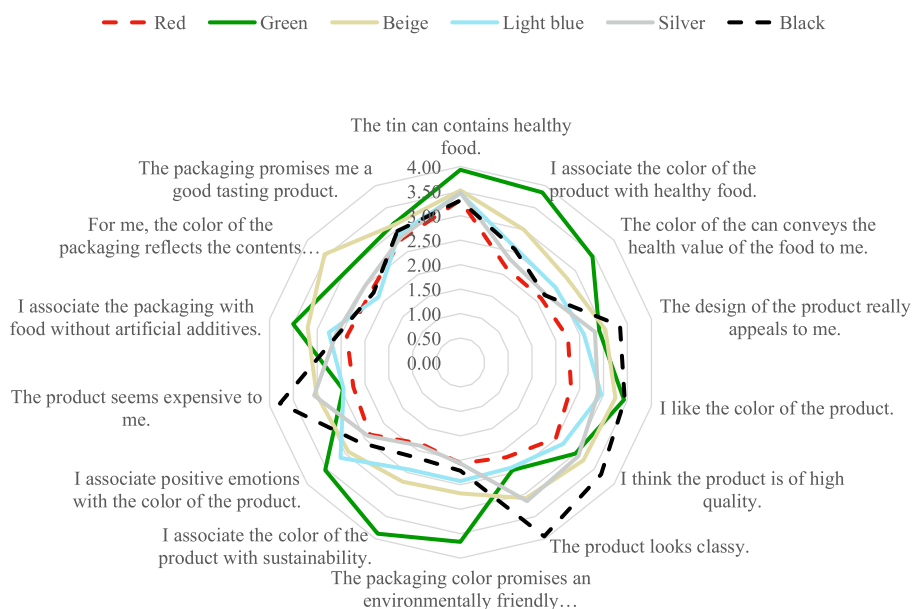 Red Green Beige Light blue Silver Black
The tin can contains healthy
food.
I associate the color of the
product with healthy food.
The color of the can conveys the
health value of the food to me.
The design of the product really
appeals to me.
I like the color of the product.
I think the product is of high
quality.
The product looks classy.
The packaging color promises an
environmentally friendly…
I associate the color of the
product with sustainability.
I associate positive emotions
with the color of the product.
The product seems expensive to
me.
I associate the packaging with
food without artificial additives.
For me, the color of the
packaging reflects the contents…
The packaging promises me a
good tasting product.
4.00
3.50
3.00
2.50
2.00
1.50
1.00
0.50
0.00